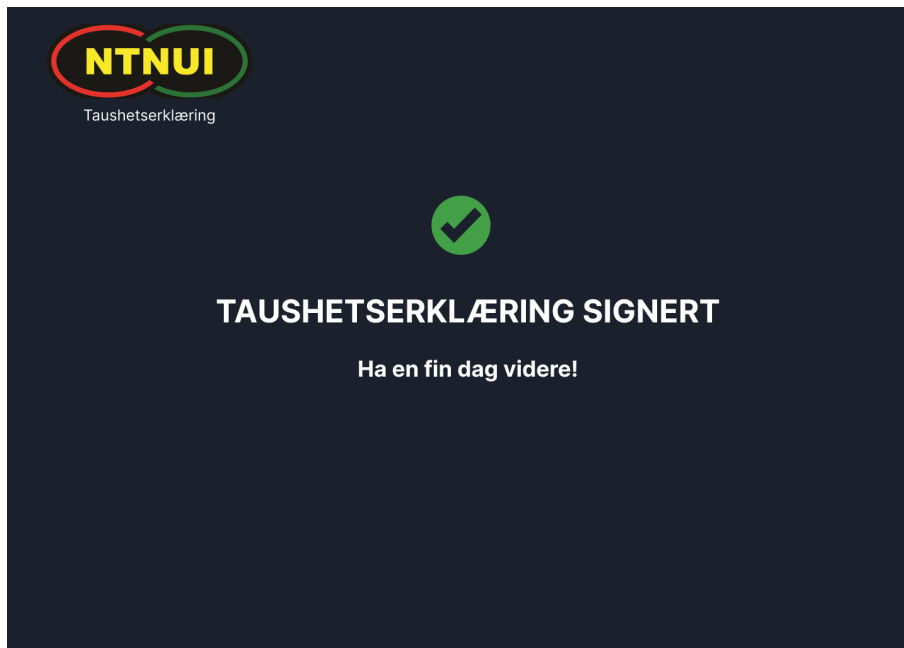 NTNUI
Taushetserklæring
TAUSHETSERKLÆRING SIGNERT
Ha en fin dag videre!